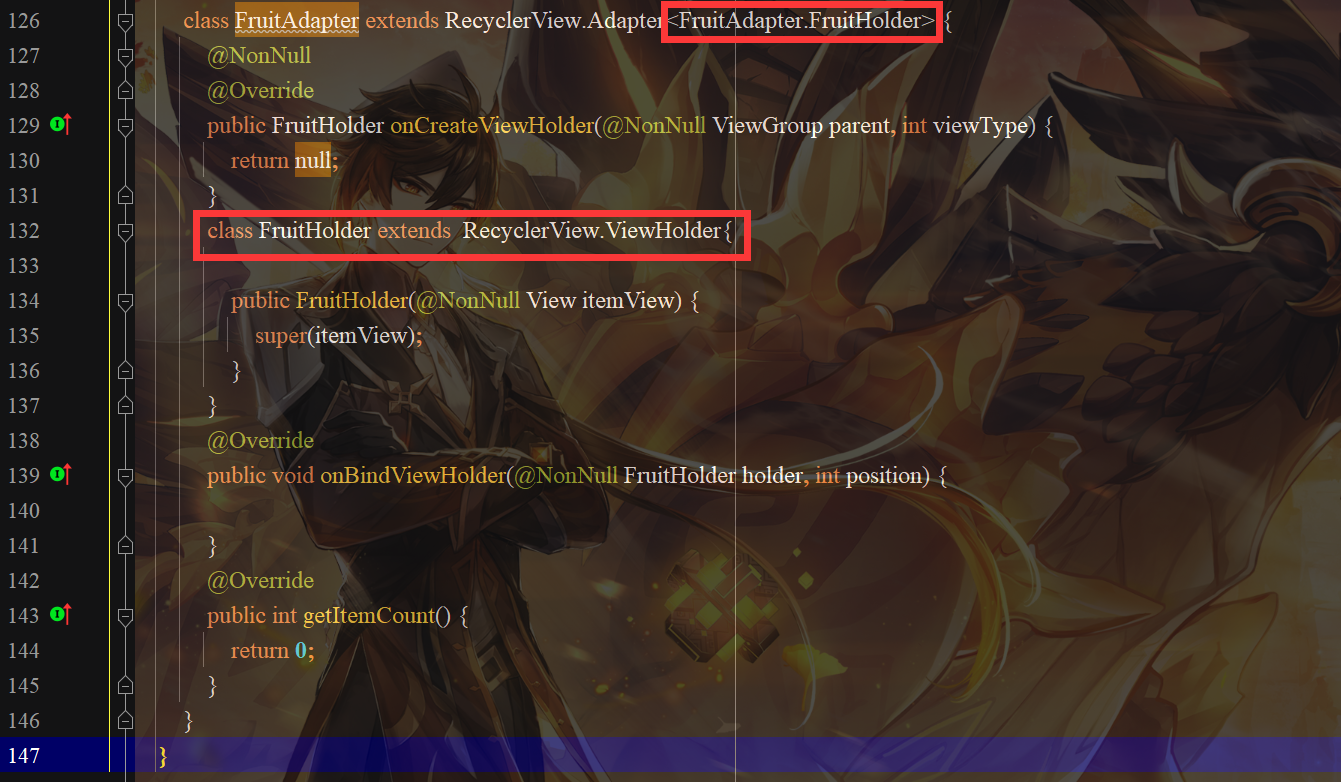 126 class FruitAdapter extends RecyclerView.Adapter<FruitAdapter.FruitHolder> {
127 @NonNull
128 @Override
129 public FruitHolder onCreateViewHolder(@NonNull ViewGroup parent, int viewType) {
130 return null;
131 }
132 class FruitHolder extends  RecyclerView.ViewHolder{
133
134 public FruitHolder(@NonNull View itemView) {
135 super(itemView);
136 }
137 }
138 @Override
139 public void onBindViewHolder(@NonNull FruitHolder holder, int position) {
140
141 }
142 @Override
143 public int getItemCount() {
144 return 0;
145 }
146 }
147 }